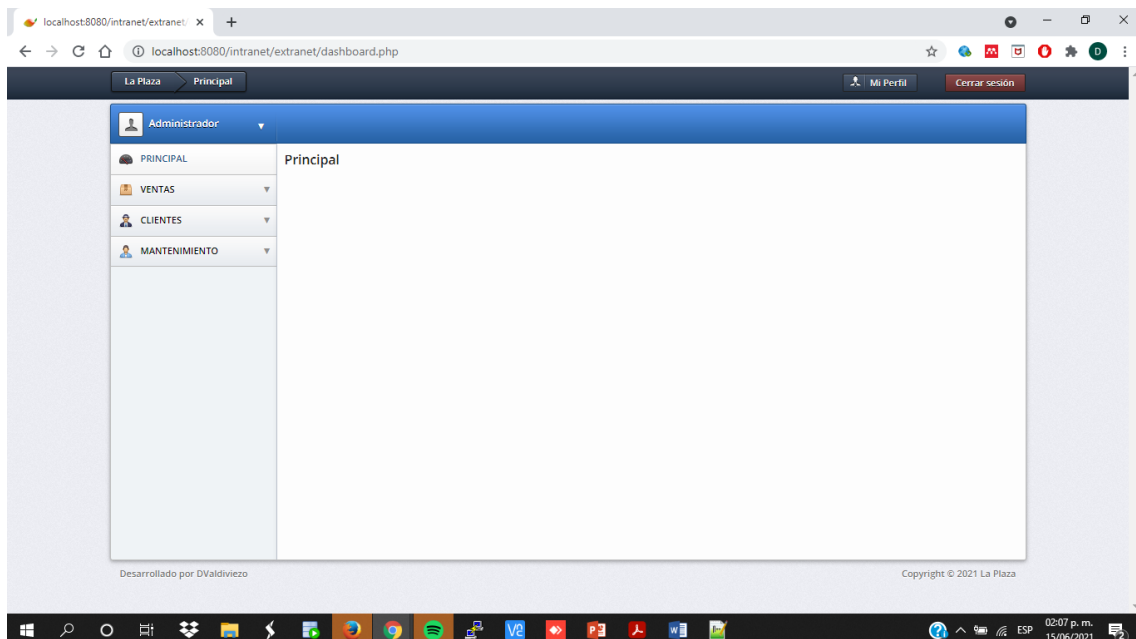 localhost:8080/intranet/extranet/
localhost:8080/intranet/extranet/dashboard.php
D
La Plaza Principal Mi Perfil Cerrar sesión
Administrador
PRINCIPAL
Principal
VENTAS
CLIENTES
MANTENIMIENTO
Desarrollado por DValdiviezo Copyright © 2021 La Plaza
ESP
02:07 p. m.
15/06/2021